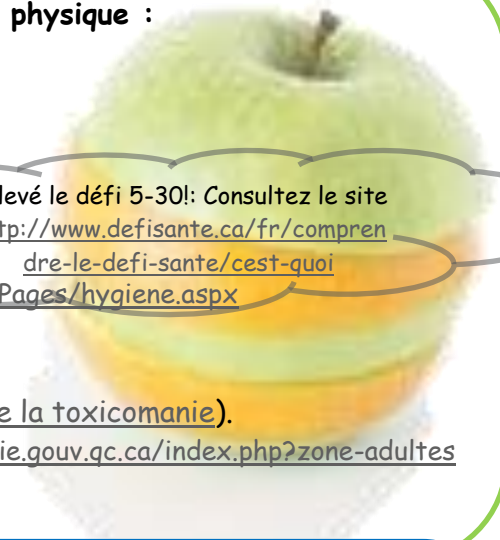 physique :
levé le défi 5-30!: Consultez le site
tp://www.defisante.ca/fr/compren
dre-le-defi-sante/cest-quoi
Pages/hygiene.aspx
e la toxicomanie).
ie.gouv.qc.ca/index.php?zone-adultes